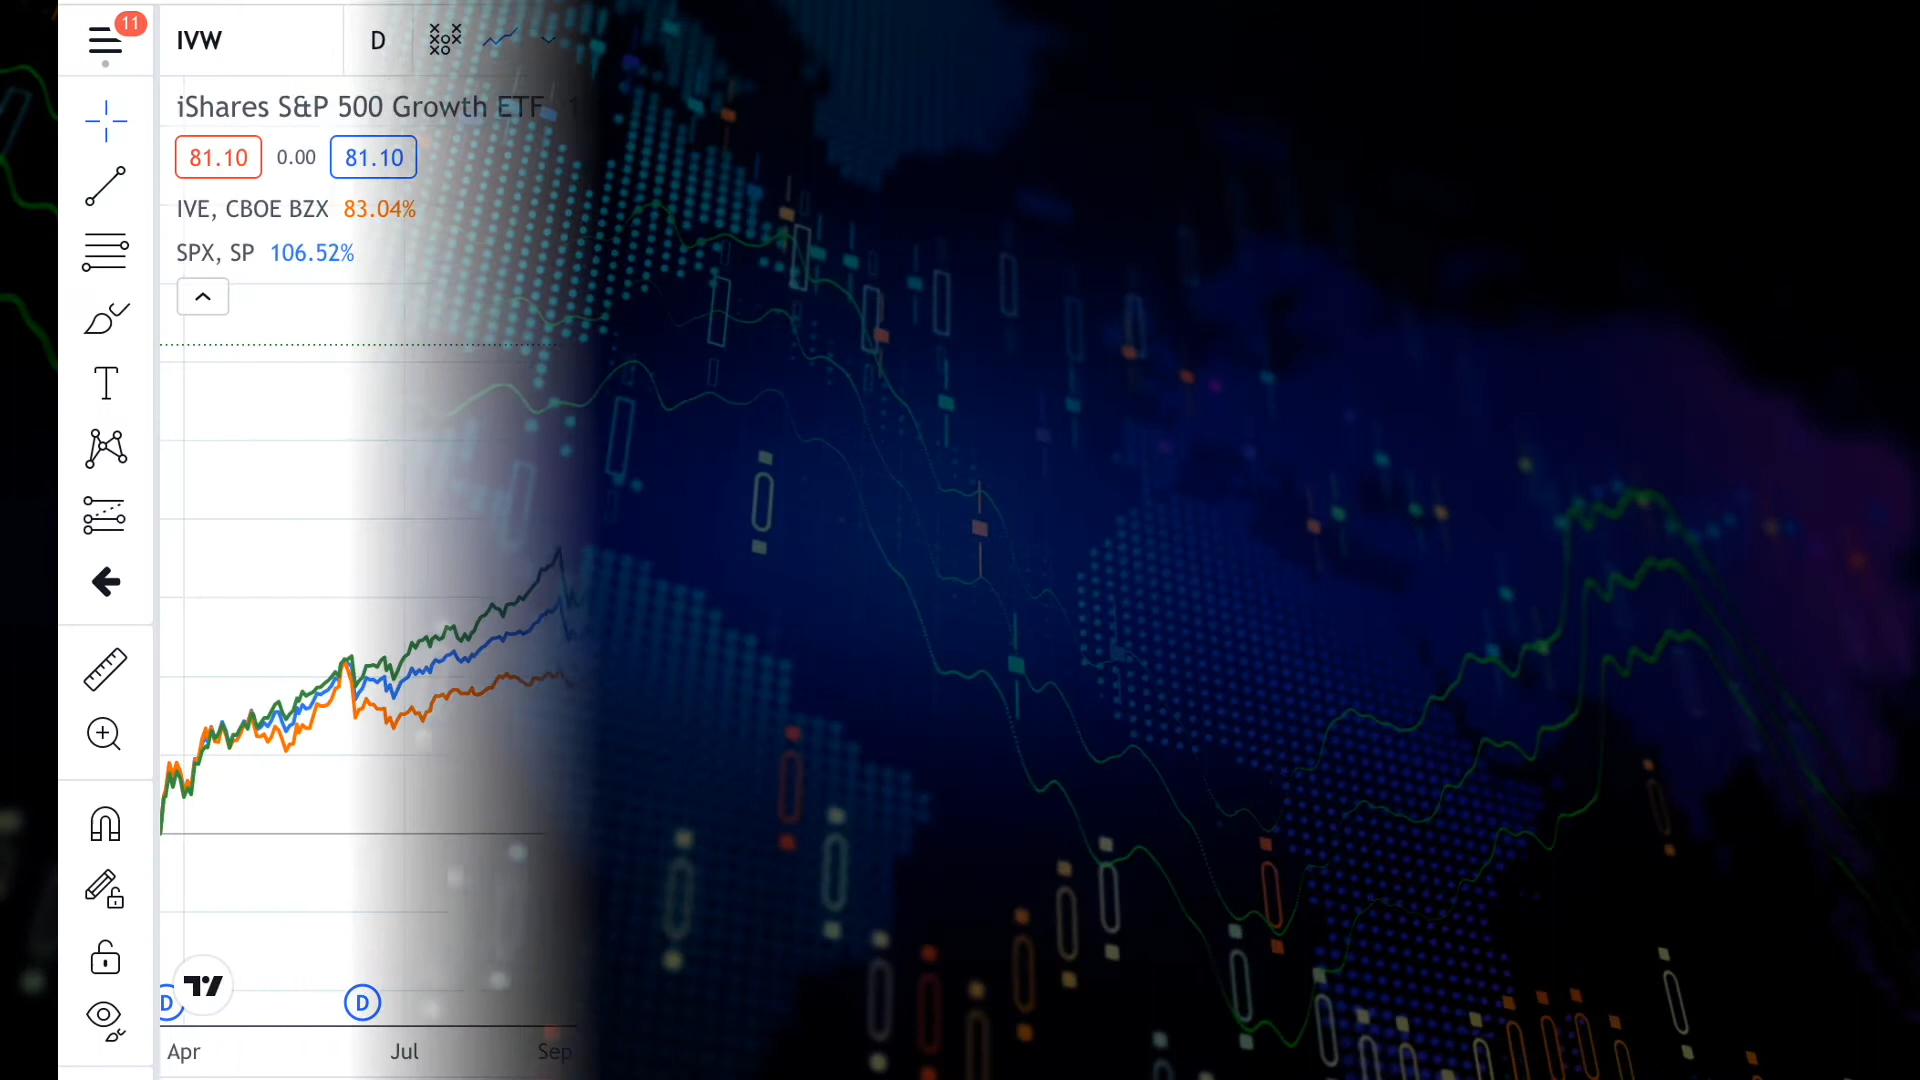 11
IVW D
iShares S&P 500 Growth ETF
81.10 0.00 81.10
IVE, CBOE BZX 83.04%
SPX, SP 106.52%
T
D D
Apr Jul Sep